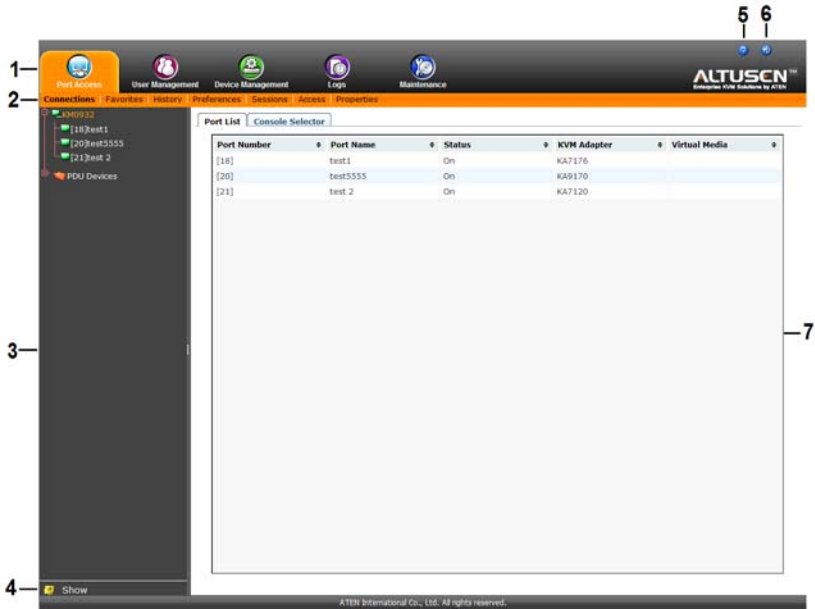 5 6
1
Port Access User Management Device Management Logs Maintenance
ALTUSEN™
Enterprise KVM Solutions by ATEN
2
Connections Favorites History Preferences Sessions Access Properties
KM0932
[18]test1
[20]test5555
[21]test 2
PDU Devices
Port List Console Selector
Port Number Port Name Status KVM Adapter Virtual Media
[18] test1 On KA7176
[20] test5555 On KA9170
[21] test 2 On KA7120
3
7
4
Show
ATEN International Co., Ltd. All rights reserved.